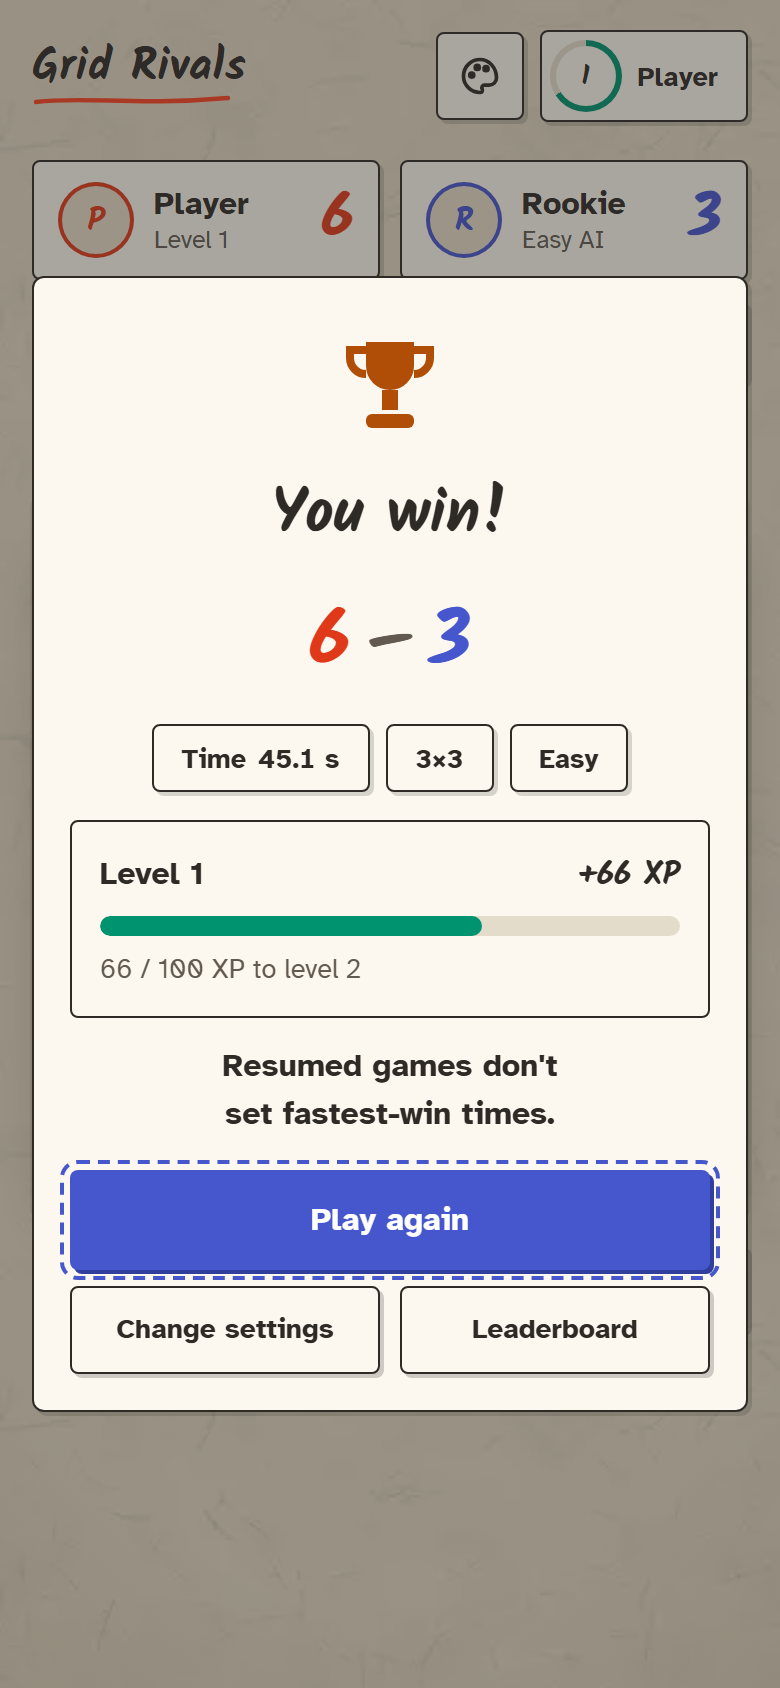 Grid Rivals
1 Player
P Player Level 1 6
R Rookie Easy AI 3
You win!
6 – 3
Time 45.1 s
3×3
Easy
Level 1
+66 XP
66 / 100 XP to level 2
Resumed games don't
set fastest-win times.
Play again
Change settings
Leaderboard